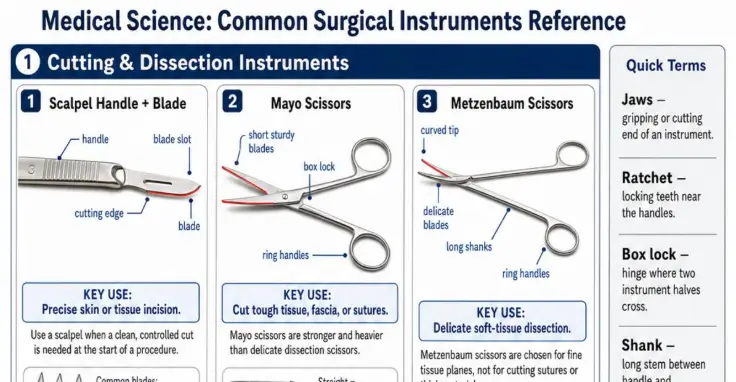 Medical Science: Common Surgical Instruments Reference
1 Cutting & Dissection Instruments
1 Scalpel Handle + Blade
handle
blade slot
cutting edge
blade
KEY USE:
Precise skin or tissue incision.
Use a scalpel when a clean, controlled cut
is needed at the start of a procedure.
Common blades:
2 Mayo Scissors
short sturdy
blades
box lock
ring handles
KEY USE:
Cut tough tissue, fascia, or sutures.
Mayo scissors are stronger and heavier
than delicate dissection scissors.
Straight –
3 Metzenbaum Scissors
curved tip
delicate
blades
long shanks
ring handles
KEY USE:
Delicate soft-tissue dissection.
Metzenbaum scissors are chosen for fine
tissue planes, not for cutting sutures or
Quick Terms
Jaws —
gripping or cutting
end of an instrument.
Ratchet —
locking teeth near
the handles.
Box lock —
hinge where two
instrument halves
cross.
Shank —
long stem between
handle and